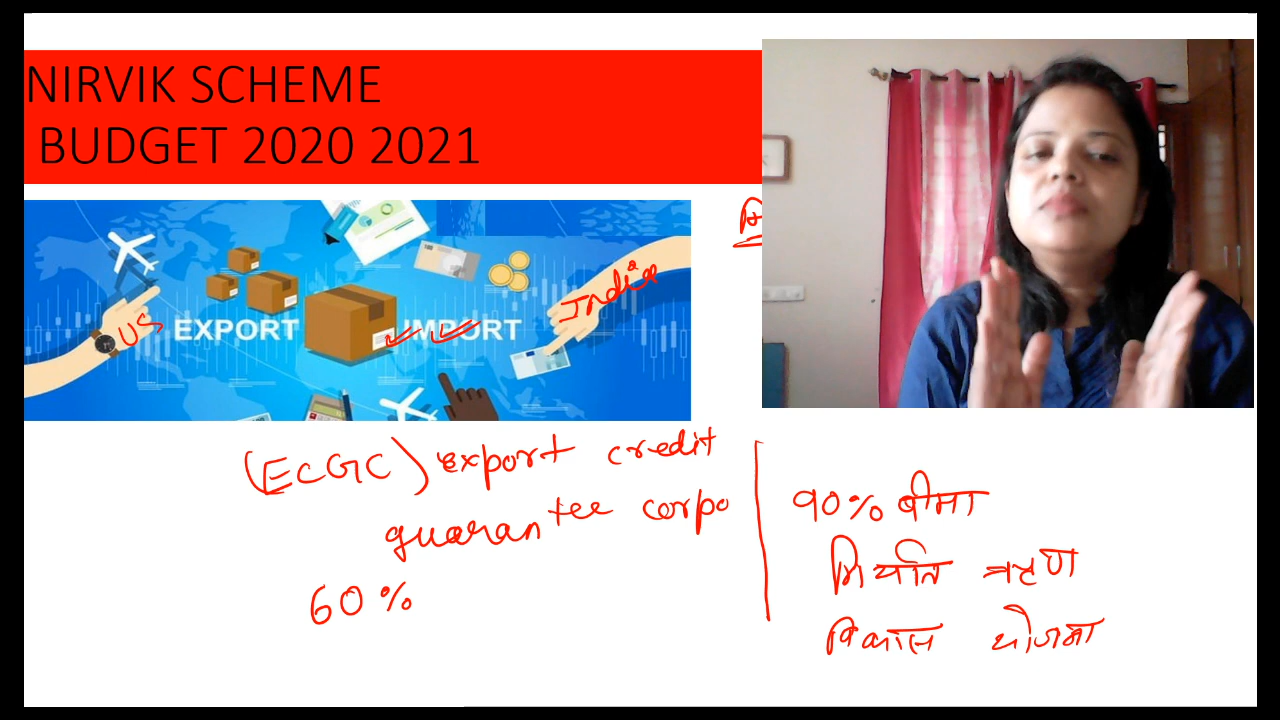 NIRVIK SCHEME
BUDGET 2020 2021
US
EXPORT
IMPORT
India
(ECGC) export credit
guarantee corpo
60%
90% बीमा
निर्यात ऋण
विकास योजना